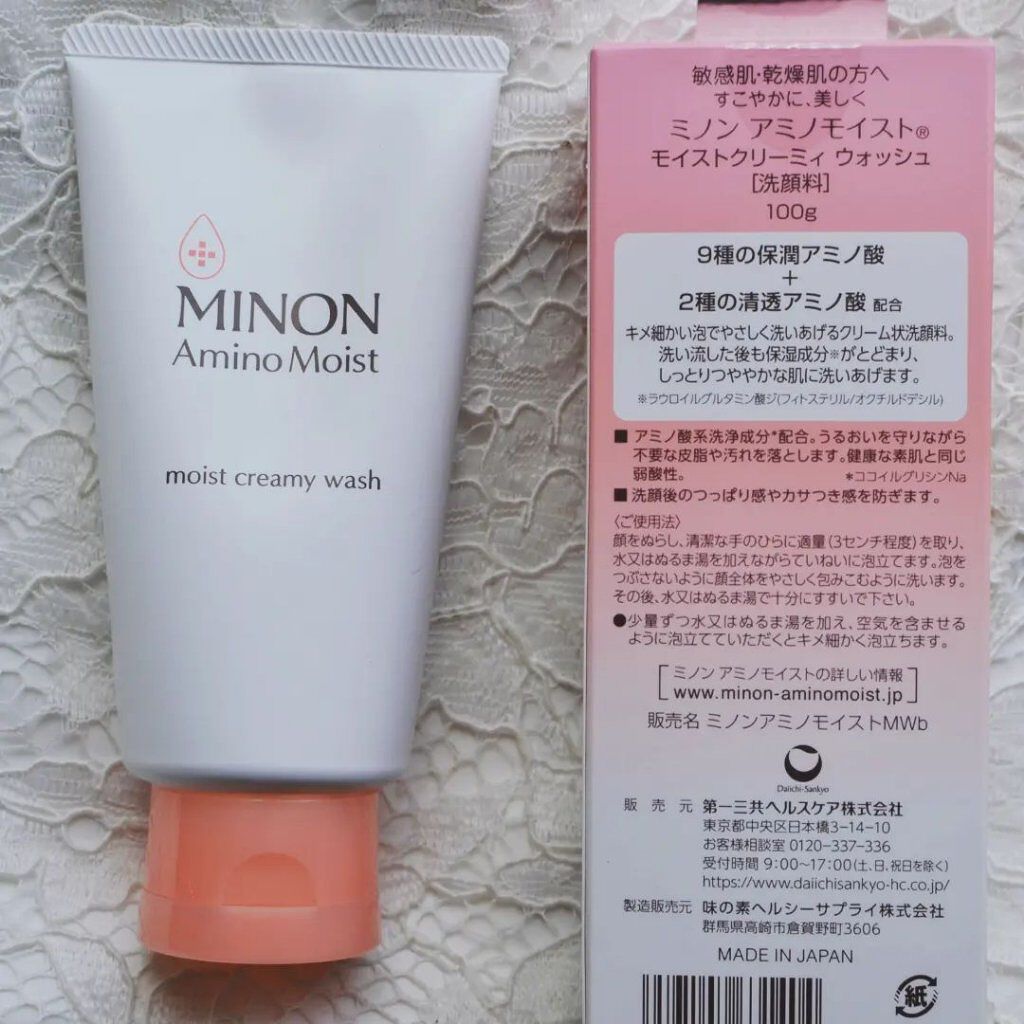 MINON
Amino Moist
moist creamy wash
敏感肌・乾燥肌の方へ
すこやかに、美しく
ミノン アミノモイスト®
モイストクリーミィ ウォッシュ
[洗顔料]
100g
9種の保潤アミノ酸
+
2種の清透アミノ酸 配合
キメ細かい泡でやさしく洗いあげるクリーム状洗顔料。
洗い流した後も保湿成分※がとどまり、
しっとりつややかな肌に洗いあげます。
※ラウロイルグルタミン酸ジ(フィトステリル/オクチルドデシル)
■ アミノ酸系洗浄成分*配合。うるおいを守りながら
不要な皮脂や汚れを落とします。健康な素肌と同じ
弱酸性。 *ココイルグリシンNa
■ 洗顔後のつっぱり感やカサつき感を防ぎます。
〈ご使用法〉
顔をぬらし、清潔な手のひらに適量(3センチ程度)を取り、
水又はぬるま湯を加えながらていねいに泡立てます。泡を
つぶさないように顔全体をやさしく包みこむように洗います。
その後、水又はぬるま湯で十分にすすいで下さい。
●少量ずつ水又はぬるま湯を加え、空気を含ませる
ように泡立てていただくとキメ細かく泡立ちます。
ミノン アミノモイストの詳しい情報
www.minon-aminomoist.jp
販売名 ミノンアミノモイストMWb
Daiichi-Sankyo
販売元 第一三共ヘルスケア株式会社
東京都中央区日本橋3-14-10
お客様相談室 0120-337-336
受付時間 9:00~17:00(土、日、祝日を除く)
https://www.daiichisankyo-hc.co.jp/
製造販売元 味の素ヘルシーサプライ株式会社
群馬県高崎市倉賀野町3606
MADE IN JAPAN
紙